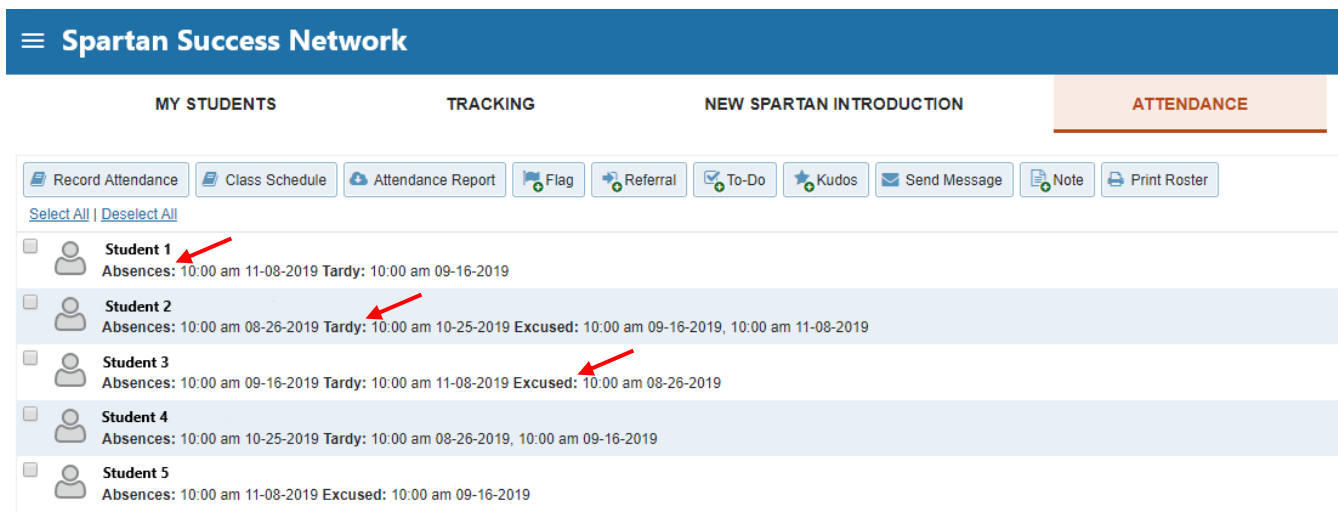 Spartan Success Network
MY STUDENTS TRACKING NEW SPARTAN INTRODUCTION ATTENDANCE
Record Attendance Class Schedule Attendance Report Flag Referral To-Do Kudos Send Message Note Print Roster
Select All | Deselect All
Student 1
Absences: 10:00 am 11-08-2019 Tardy: 10:00 am 09-16-2019
Student 2
Absences: 10:00 am 08-26-2019 Tardy: 10:00 am 10-25-2019 Excused: 10:00 am 09-16-2019, 10:00 am 11-08-2019
Student 3
Absences: 10:00 am 09-16-2019 Tardy: 10:00 am 11-08-2019 Excused: 10:00 am 08-26-2019
Student 4
Absences: 10:00 am 10-25-2019 Tardy: 10:00 am 08-26-2019, 10:00 am 09-16-2019
Student 5
Absences: 10:00 am 11-08-2019 Excused: 10:00 am 09-16-2019